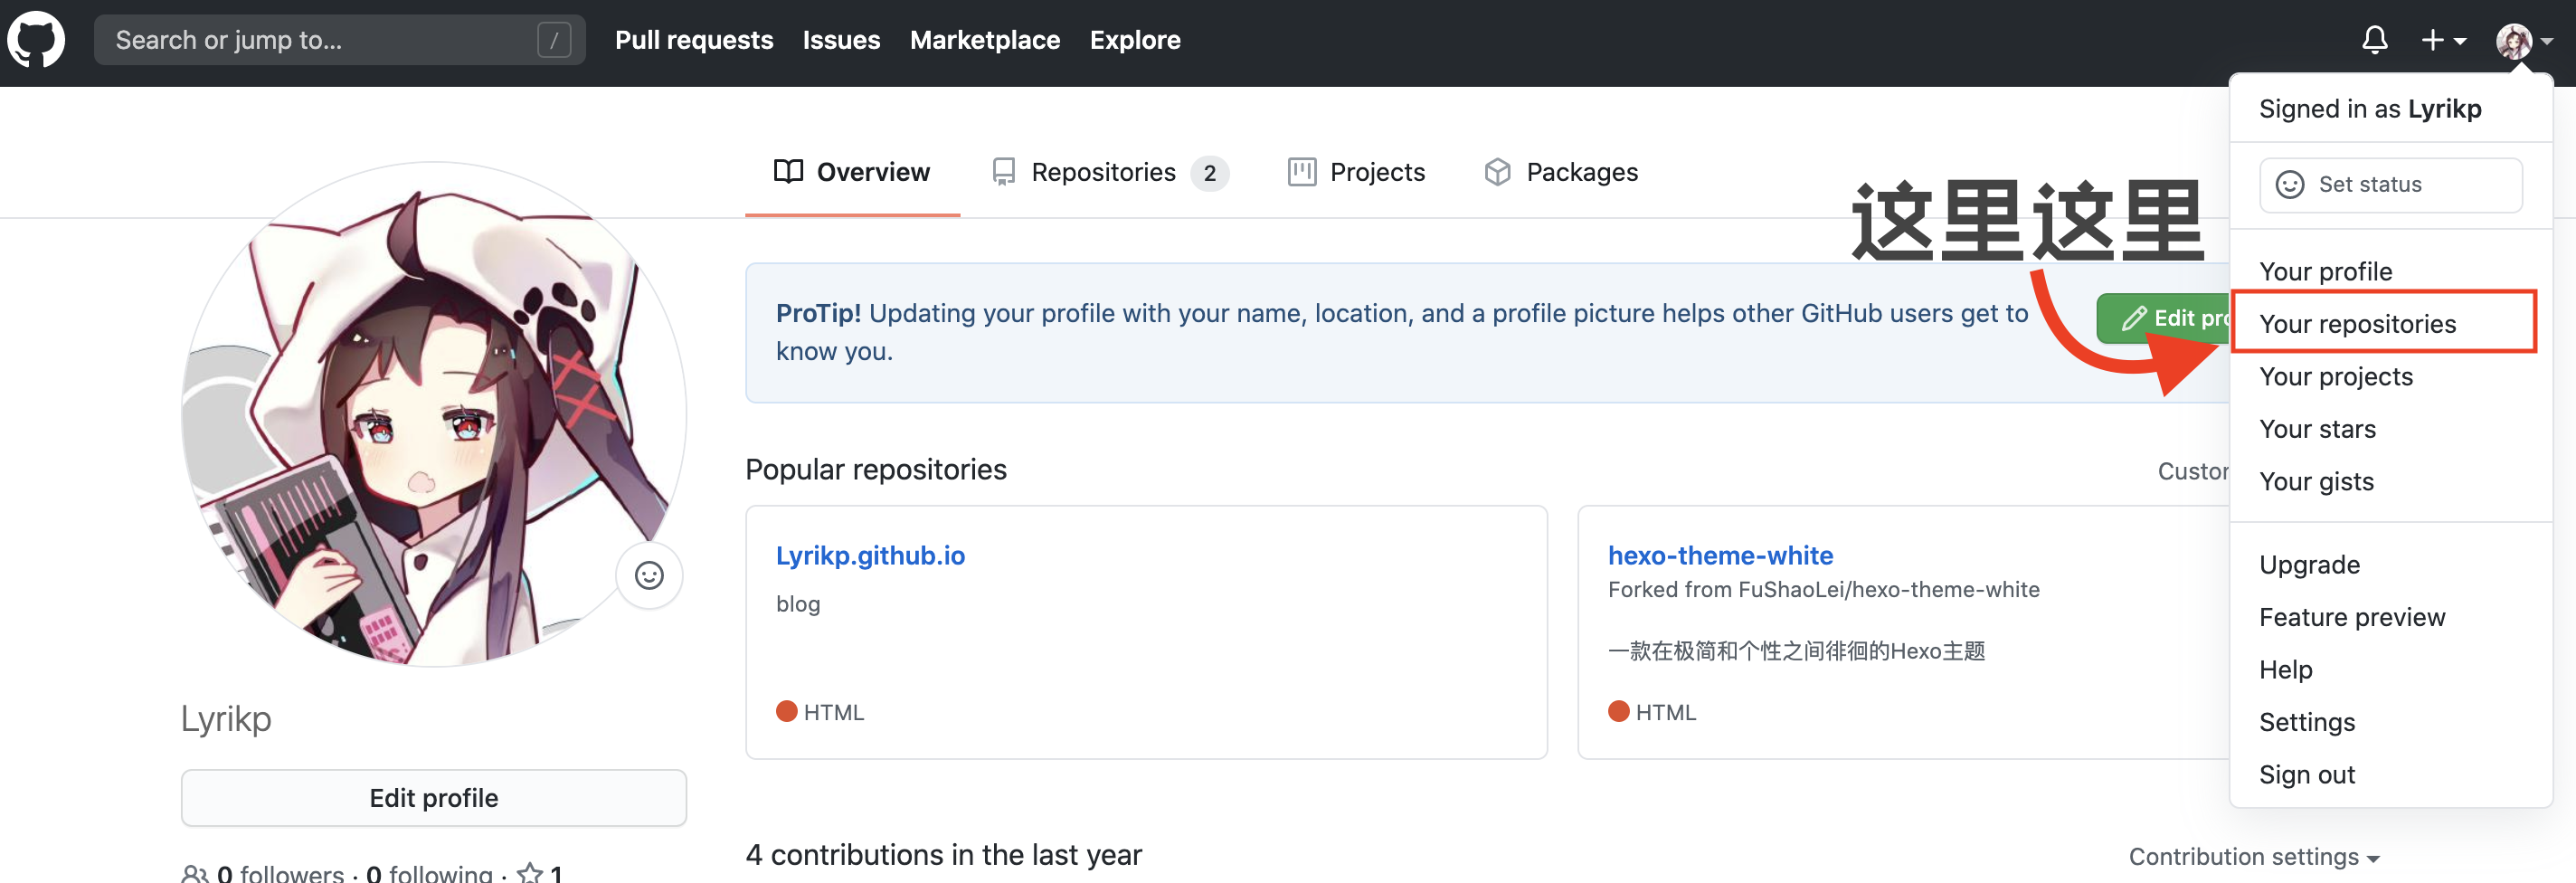 Search or jump to... /
Pull requests
Issues
Marketplace
Explore
Signed in as Lyrikp
Set status
Your profile
Your repositories
Your projects
Your stars
Your gists
Upgrade
Feature preview
Help
Settings
Sign out
Overview
Repositories 2
Projects
Packages
这里这里
ProTip! Updating your profile with your name, location, and a profile picture helps other GitHub users get to
know you.
Edit pro
Popular repositories
Custor
Lyrikp.github.io
blog
HTML
hexo-theme-white
Forked from FuShaoLei/hexo-theme-white
一款在极简和个性之间徘徊的Hexo主题
HTML
Lyrikp
Edit profile
0 followers · 0 following · 1
4 contributions in the last year
Contribution settings